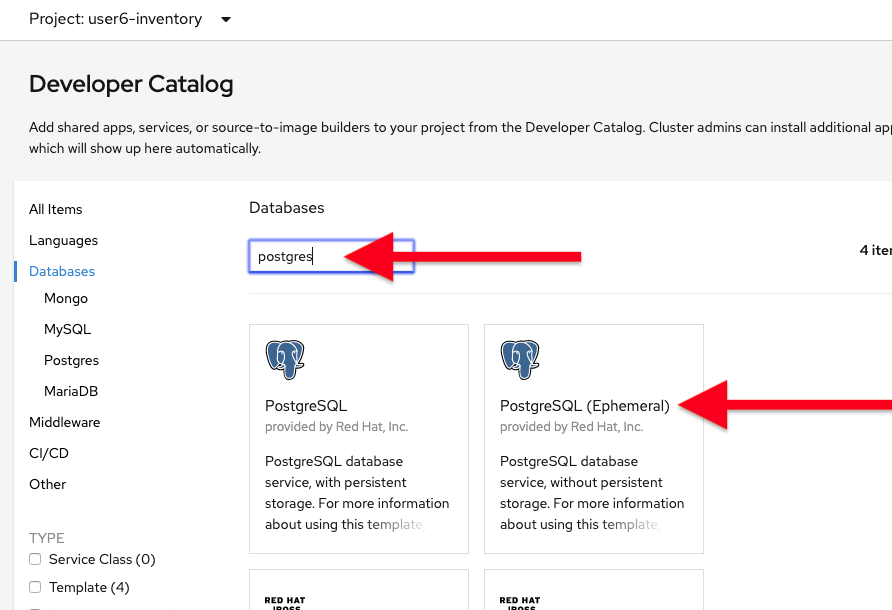 Project: user6-inventory
Developer Catalog
Add shared apps, services, or source-to-image builders to your project from the Developer Catalog. Cluster admins can install additional
which will show up here automatically.
All Items
Languages
Databases
Mongo
MySQL
Postgres
MariaDB
Middleware
CI/CD
Other
TYPE
Service Class (0)
Template (4)
Databases
postgres
4
PostgreSQL
provided by Red Hat, Inc.
PostgreSQL database
service, with persistent
storage. For more information
about using this template,
PostgreSQL (Ephemeral)
provided by Red Hat, Inc.
PostgreSQL database
service, without persistent
storage. For more information
about using this template,
RED HAT
RED HAT